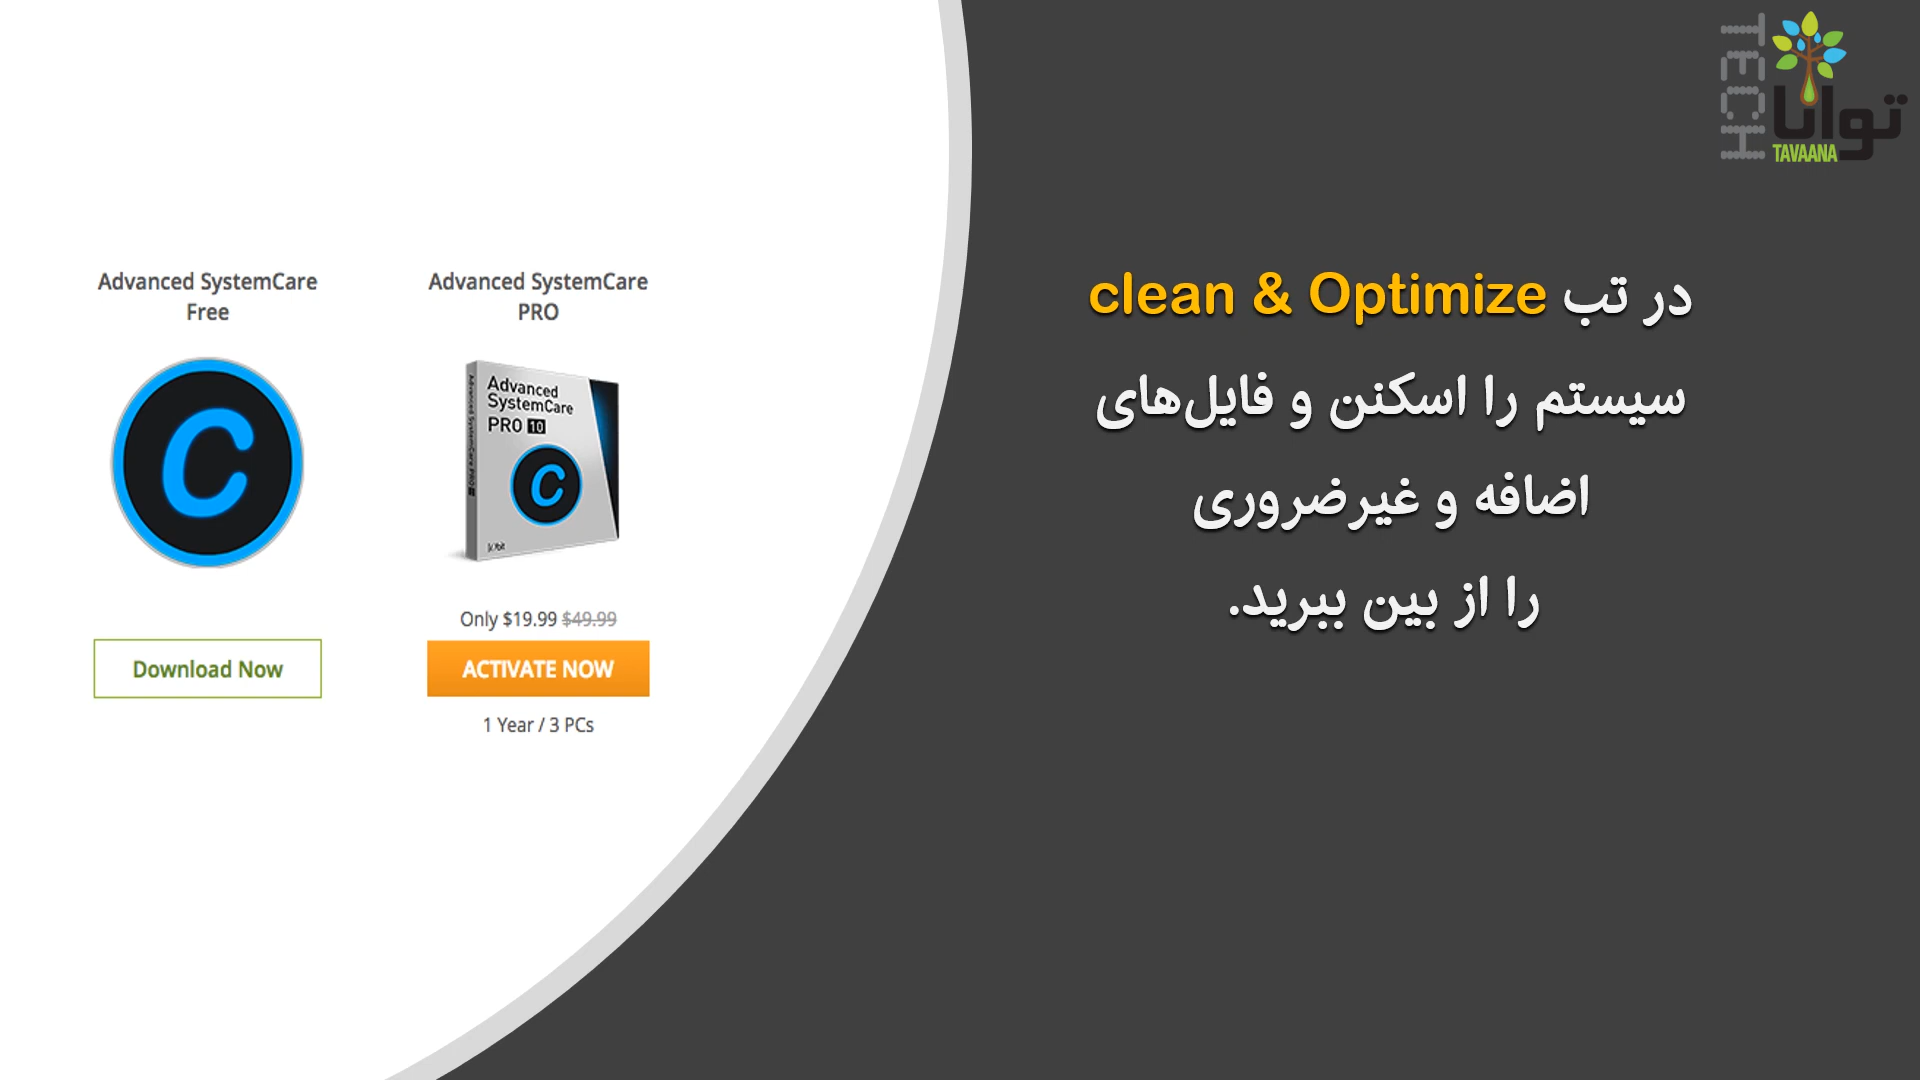 TECH
توانا
TAVAANA
در تب clean & Optimize
سیستم را اسکنن و فایل‌های
اضافه و غیرضروری
را از بین ببرید.
Advanced SystemCare
Free
Download Now
Advanced SystemCare
PRO
Advanced
SystemCare
PRO 10
IObit
Only $19.99 $49.99
ACTIVATE NOW
1 Year / 3 PCs